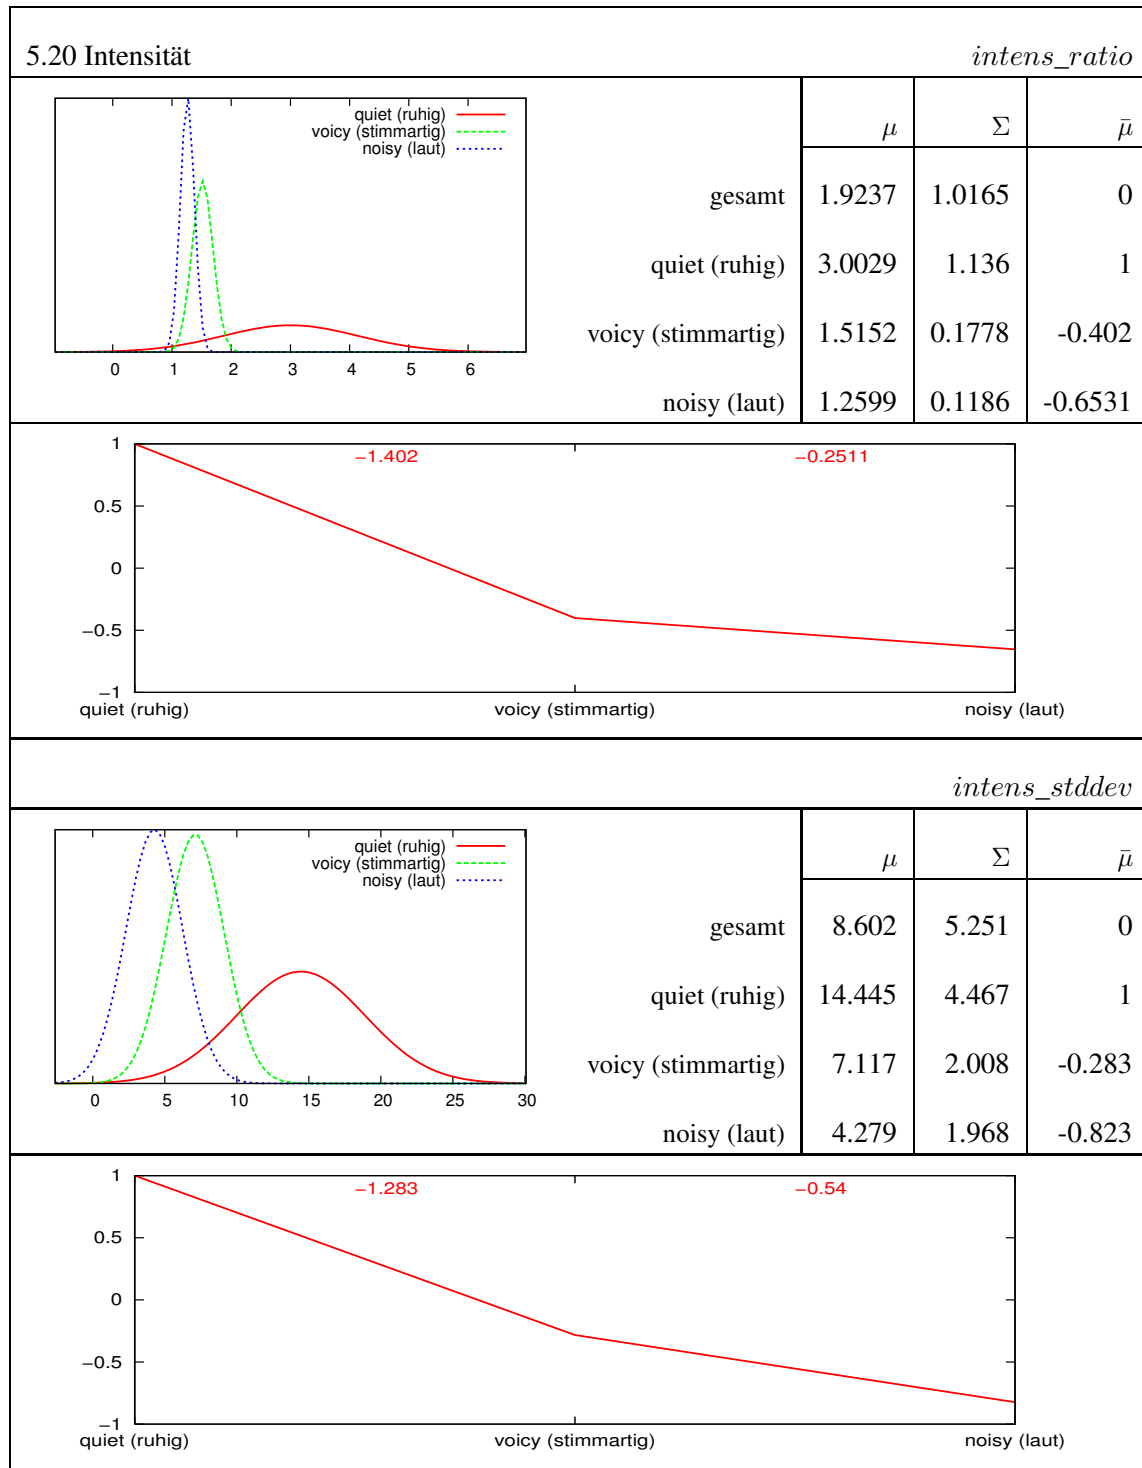 5.20 Intensität intens_ratio
quiet (ruhig)
voicy (stimmartig)
noisy (laut)
0 1 2 3 4 5 6
μ Σ μ̄
gesamt 1.9237 1.0165 0
quiet (ruhig) 3.0029 1.136 1
voicy (stimmartig) 1.5152 0.1778 -0.402
noisy (laut) 1.2599 0.1186 -0.6531
1
−1.402 −0.2511
0.5
0
−0.5
−1
quiet (ruhig) voicy (stimmartig) noisy (laut)
intens_stddev
quiet (ruhig)
voicy (stimmartig)
noisy (laut)
0 5 10 15 20 25 30
μ Σ μ̄
gesamt 8.602 5.251 0
quiet (ruhig) 14.445 4.467 1
voicy (stimmartig) 7.117 2.008 -0.283
noisy (laut) 4.279 1.968 -0.823
1
−1.283 −0.54
0.5
0
−0.5
−1
quiet (ruhig) voicy (stimmartig) noisy (laut)